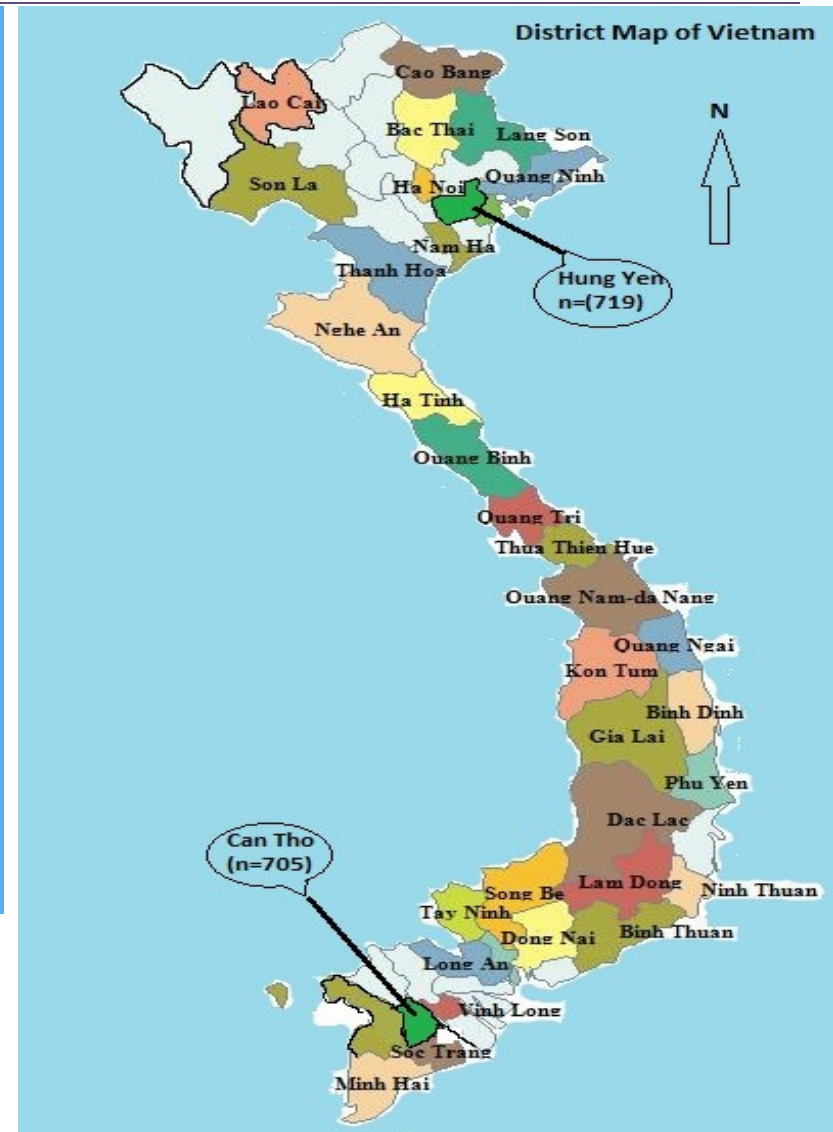 District Map of Vietnam
N
Cao Bang
Lao Cai
Bac Thai
Lang Son
Quang Ninh
Ha Noi
Son La
Nam Ha
Thanh Hoa
Hung Yen
n=(719)
Nghe An
Ha Tinh
Quang Binh
Quang Tri
Thua Thien Hue
Quang Nam-da Nang
Quang Ngai
Kon Tum
Binh Dinh
Gia Lai
Phu Yen
Dac Lac
Can Tho
(n=705)
Lam Dong
Ninh Thuan
Song Be
Tay Ninh
Dong Nai
Binh Thuan
Long An
Vinh Long
Soc Trang
Minh Hai